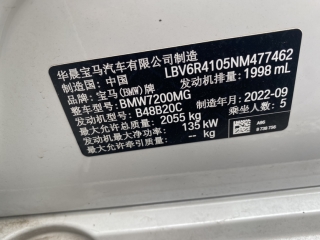 华晨宝马汽车有限公司制造
中国制造 LBV6R4105NM477462
品牌：宝马(BMW)牌 发动机排量：1998 mL
整车型号：BMW7200MG
发动机型号：B48B20C 制造年月：2022-09
最大允许总质量：2055 kg 乘坐人数：5
发动机最大净功率：135 kW
最大允许牵引质量：- kg
A90